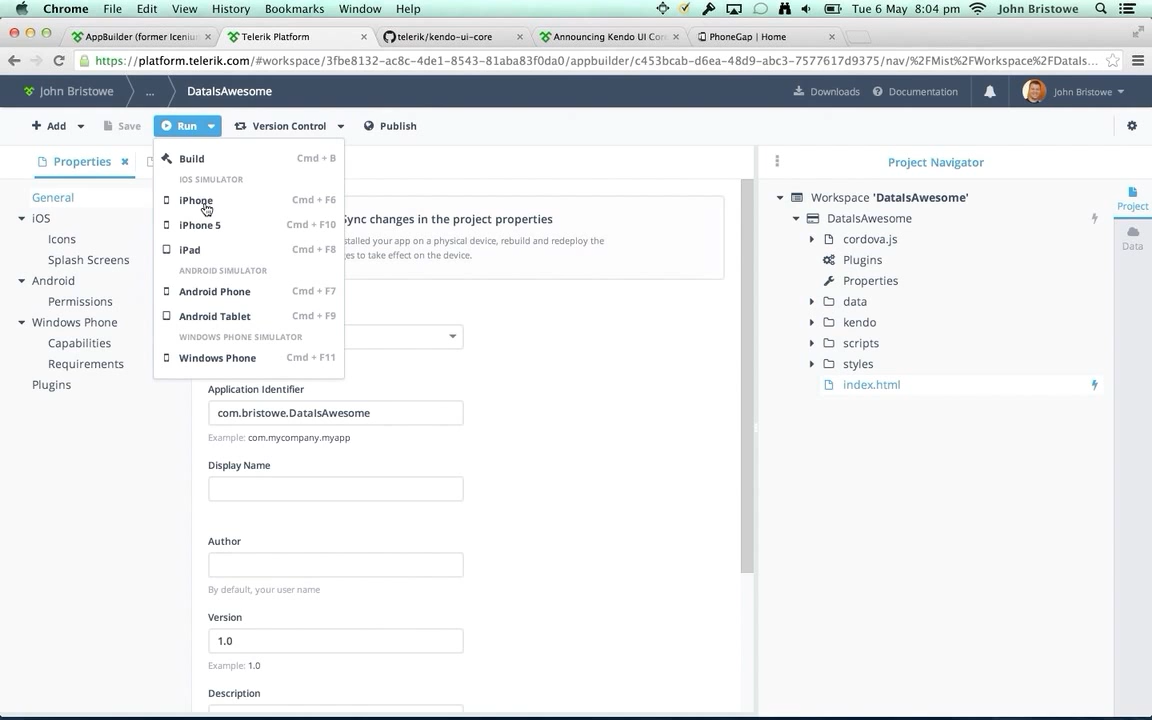 Chrome File Edit View History Bookmarks Window Help Tue 6 May 8:04 pm John Bristowe
AppBuilder (former Icenium Telerik Platform telerik/kendo-ui-core Announcing Kendo UI Cor PhoneGap | Home
https://platform.telerik.com/#workspace/3fbe8132-ac8c-4de1-8543-81aba83f0da0/appbuilder/c453bcab-d6ea-48d9-abc3-7577617d9375/nav/%2FMist%2FWorkspace%2FDataIs...
John Bristowe ... DataIsAwesome Downloads Documentation John Bristowe
Add Save Run Version Control Publish
Properties
Build Cmd + B
IOS SIMULATOR
iPhone Cmd + F6
iPhone 5 Cmd + F10
iPad Cmd + F8
ANDROID SIMULATOR
Android Phone Cmd + F7
Android Tablet Cmd + F9
WINDOWS PHONE SIMULATOR
Windows Phone Cmd + F11
General
iOS
Icons
Splash Screens
Android
Permissions
Windows Phone
Capabilities
Requirements
Plugins
Sync changes in the project properties
your app on a physical device, rebuild and redeploy the
to take effect on the device.
Application Identifier
com.bristowe.DataIsAwesome
Example: com.mycompany.myapp
Display Name
Author
By default, your user name
Version
1.0
Example: 1.0
Description
Project Navigator
Workspace 'DataIsAwesome'
DataIsAwesome
cordova.js
Plugins
Properties
data
kendo
scripts
styles
index.html
Project
Data